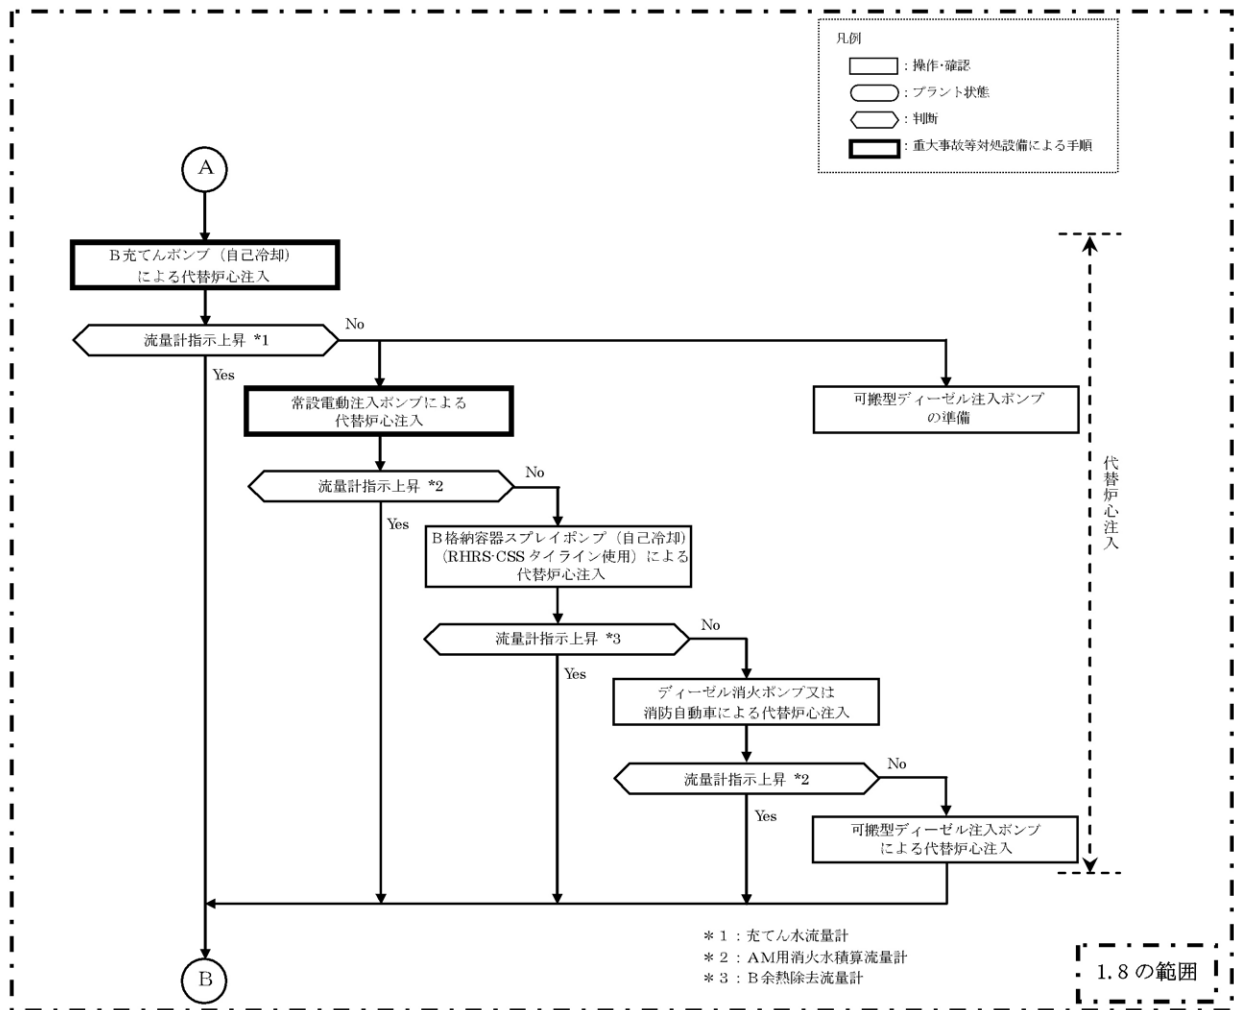 凡例
：操作・確認
：プラント状態
：判断
：重大事故等対処設備による手順
A
B充てんポンプ（自己冷却）
による代替炉心注入
流量計指示上昇 *1
No
Yes
常設電動注入ポンプによる
代替炉心注入
可搬型ディーゼル注入ポンプ
の準備
流量計指示上昇 *2
No
Yes
B格納容器スプレイポンプ（自己冷却）
（RHRS-CSSタイライン使用）による
代替炉心注入
代替炉心注入
流量計指示上昇 *3
No
Yes
ディーゼル消火ポンプ又は
消防自動車による代替炉心注入
流量計指示上昇 *2
No
Yes
可搬型ディーゼル注入ポンプ
による代替炉心注入
B
＊1：充てん水流量計
＊2：AM用消火水積算流量計
＊3：B余熱除去流量計
1.8の範囲